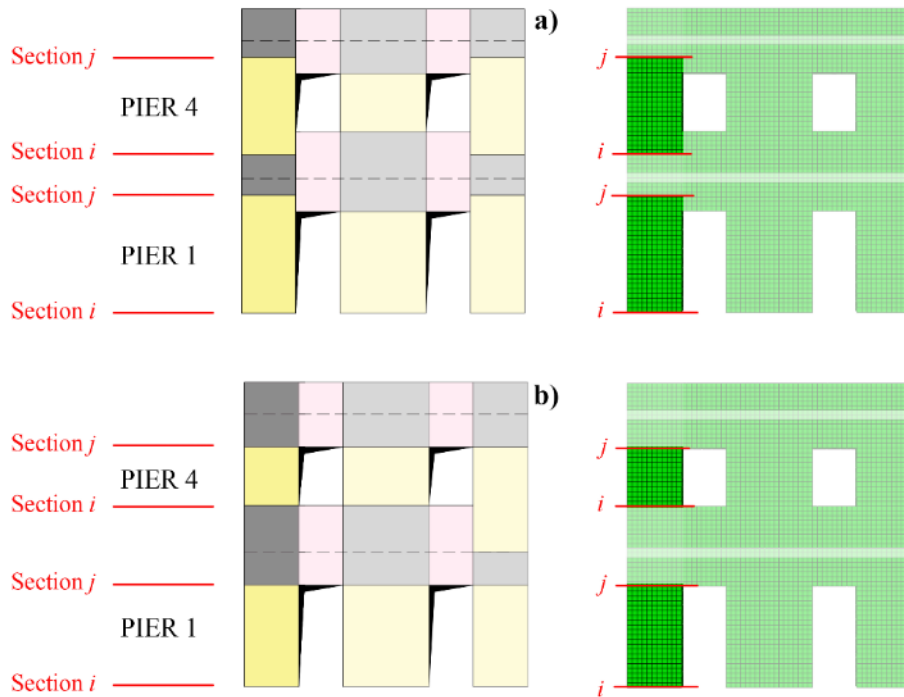 a)
Section j
j
PIER 4
Section i
i
Section j
j
PIER 1
Section i
i
b)
Section j
j
PIER 4
Section i
i
Section j
j
PIER 1
Section i
i